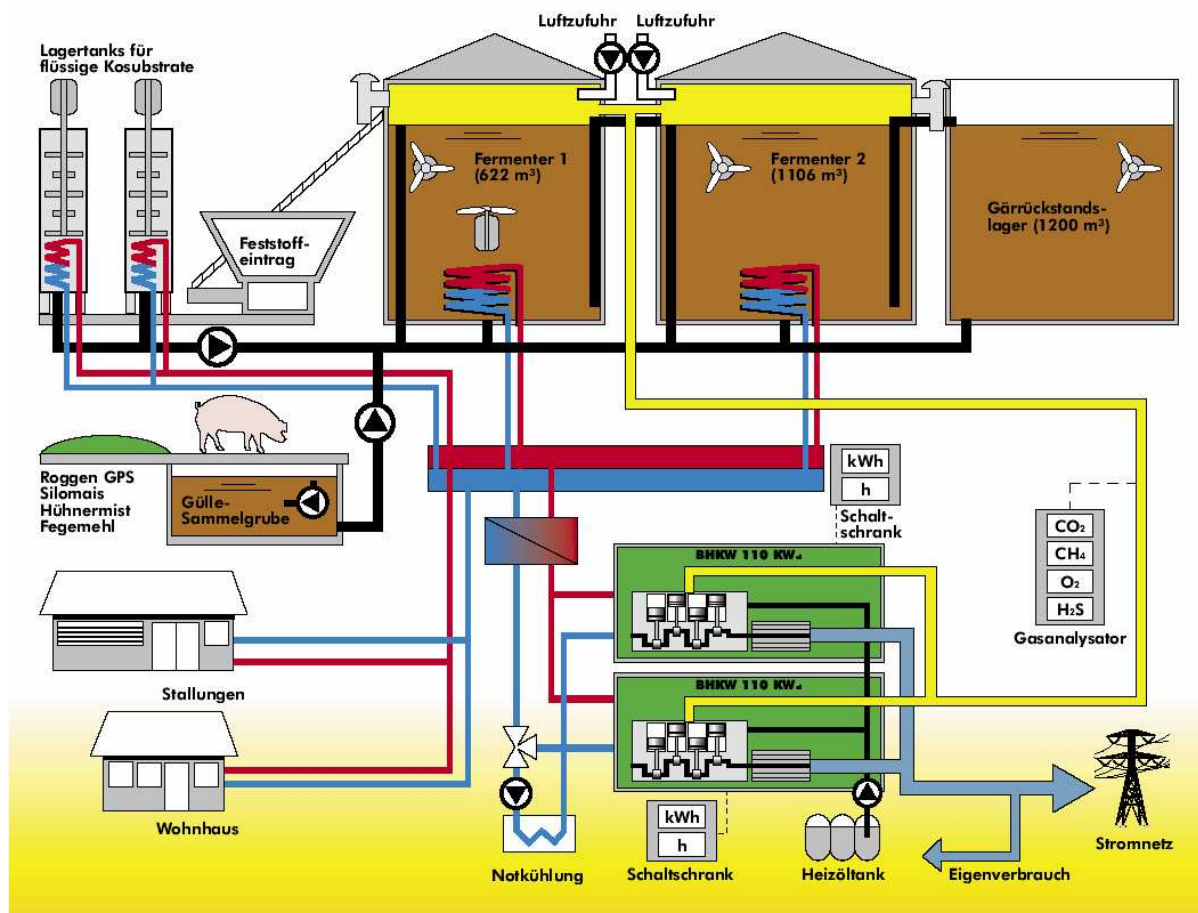 Luftzufuhr
Luftzufuhr
Lagertanks für
flüssige Kosubstrate
Fermenter 1
(622 m³)
Fermenter 2
(1106 m³)
Gärrückstands-
lager (1200 m³)
Feststoff-
eintrag
Roggen GPS
Silomais
Hühnermist
Fegemehl
Gülle-
Sammelgrube
kWh
h
Schalt-
schrank
CO₂
CH₄
O₂
H₂S
Gasanalysator
BHKW 110 KWel
Stallungen
BHKW 110 KWel
Wohnhaus
kWh
h
Notkühlung
Schaltschrank
Heizöltank
Eigenverbrauch
Stromnetz